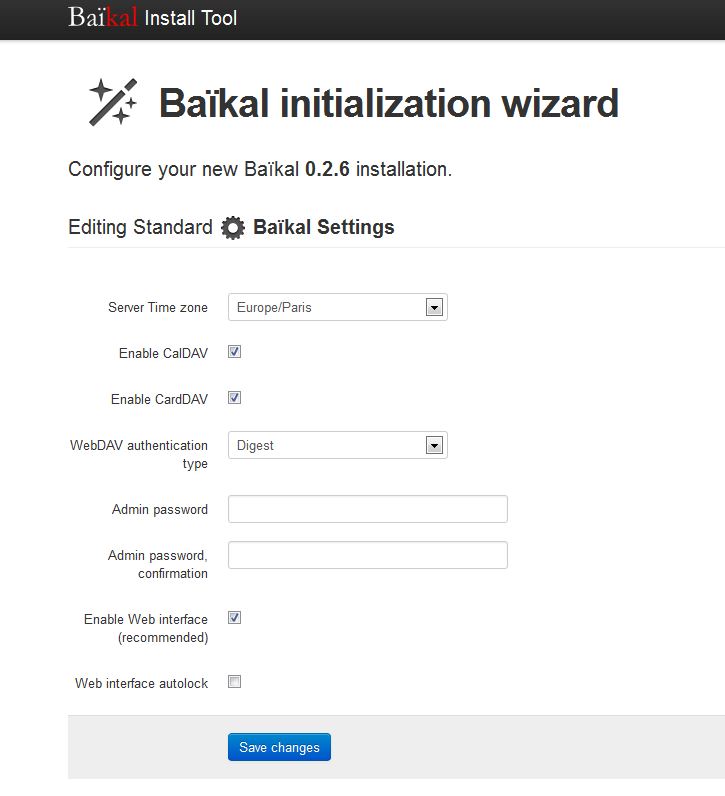 Baïkal Install Tool
Baïkal initialization wizard
Configure your new Baïkal 0.2.6 installation.
Editing Standard Baïkal Settings
Server Time zone Europe/Paris
Enable CalDAV
Enable CardDAV
WebDAV authentication Digest
type
Admin password
Admin password,
confirmation
Enable Web interface
(recommended)
Web interface autolock
Save changes